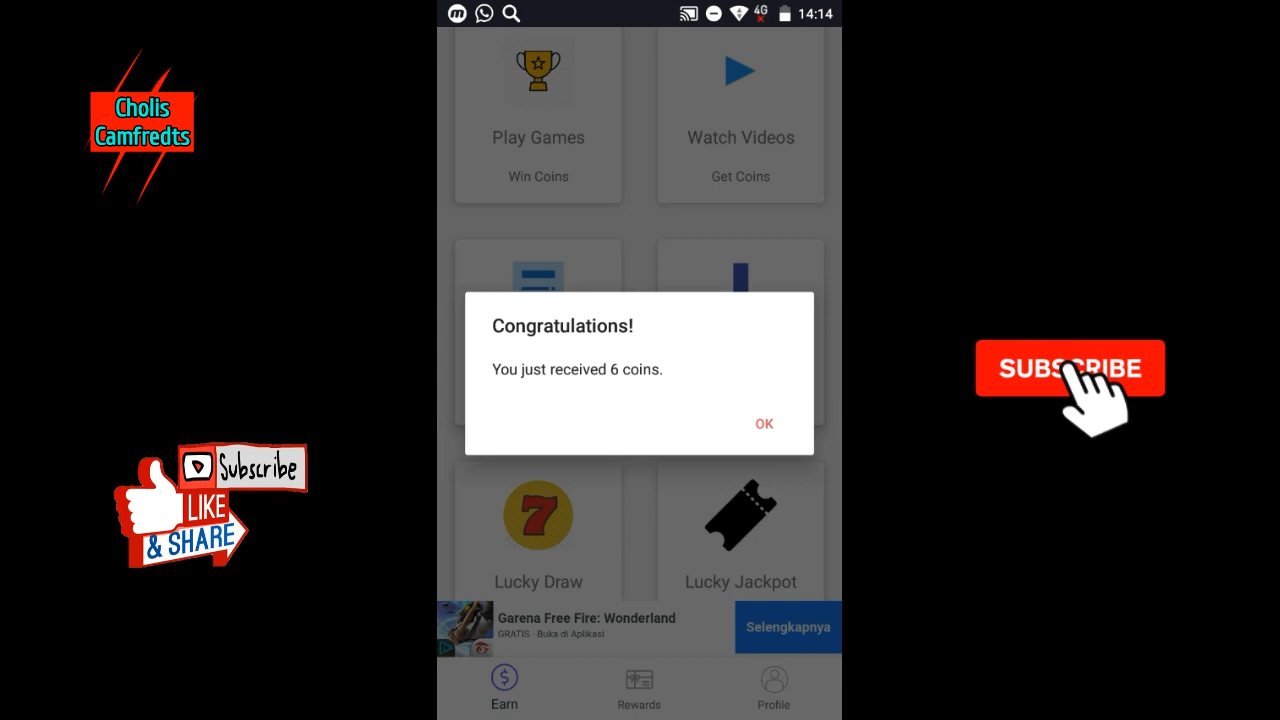 4G
14:14
Cholis
Camfredts
Play Games
Win Coins
Watch Videos
Get Coins
Congratulations!
You just received 6 coins.
OK
SUBSCRIBE
Subscribe
LIKE
& SHARE
7
Lucky Draw
Lucky Jackpot
Garena Free Fire: Wonderland
GRATIS · Buka di Aplikasi
Selengkapnya
$
Earn
Rewards
Profile